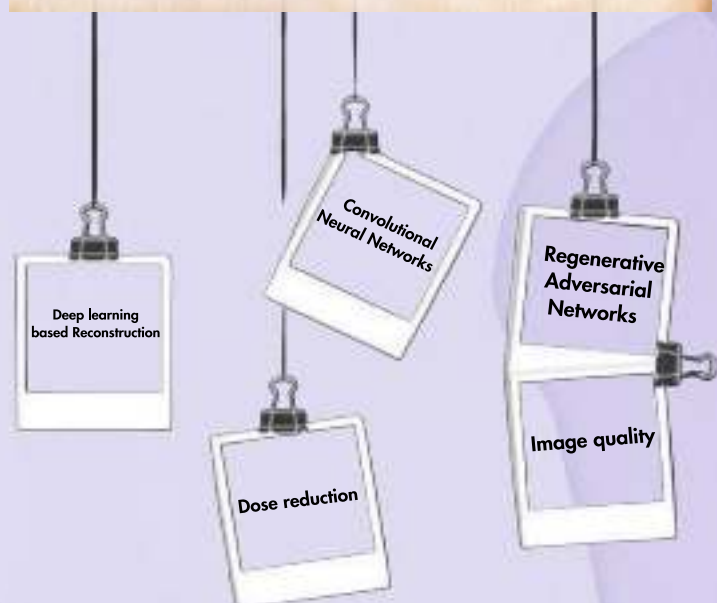 Deep learning
based Reconstruction
Convolutional
Neural Networks
Regenerative
Adversarial
Networks
Dose reduction
Image quality